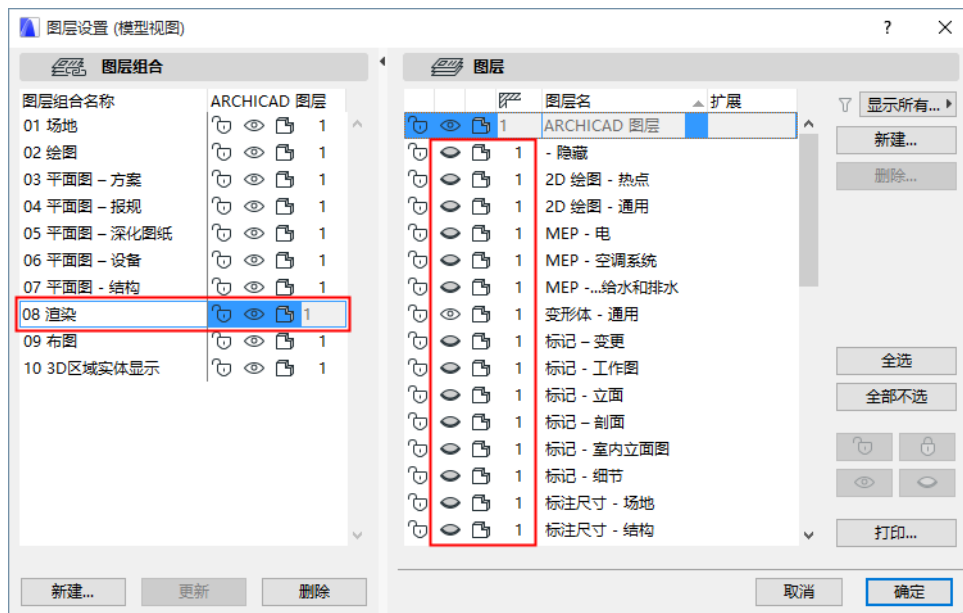 图层设置 (模型视图)
? ×
图层组合
图层组合名称 ARCHICAD 图层
01 场地 1
02 绘图 1
03 平面图 – 方案 1
04 平面图 – 报规 1
05 平面图 – 深化图纸 1
06 平面图 – 设备 1
07 平面图 - 结构 1
08 渲染 1
09 布图 1
10 3D区域实体显示 1
新建...
更新
删除
图层
图层名 扩展
1 ARCHICAD 图层
1 - 隐藏
1 2D 绘图 - 热点
1 2D 绘图 - 通用
1 MEP - 电
1 MEP - 空调系统
1 MEP -...给水和排水
1 变形体 - 通用
1 标记 – 变更
1 标记 - 工作图
1 标记 - 立面
1 标记 – 剖面
1 标记 - 室内立面图
1 标记 - 细节
1 标注尺寸 - 场地
1 标注尺寸 - 结构
显示所有...
新建...
删除...
全选
全部不选
打印...
取消
确定